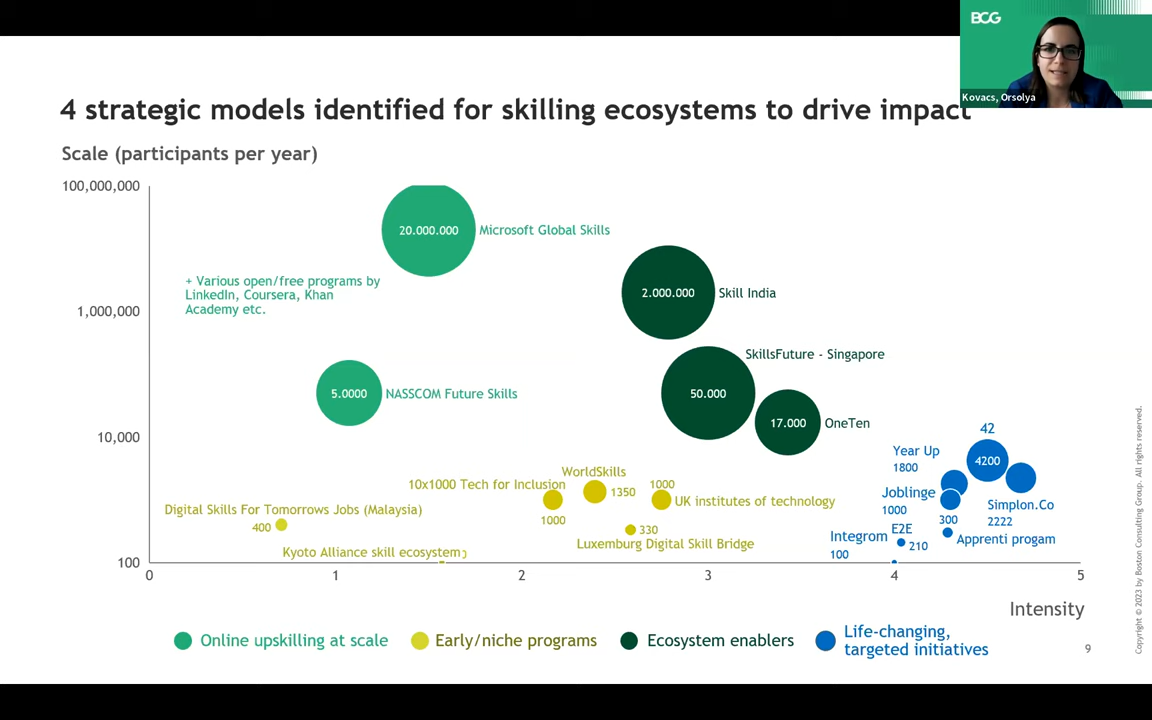 BCG
Kovacs, Orsolya
4 strategic models identified for skilling ecosystems to drive impact
Scale (participants per year)
100,000,000
20.000.000
Microsoft Global Skills
+ Various open/free programs by
LinkedIn, Coursera, Khan
Academy etc.
2.000.000
Skill India
1,000,000
SkillsFuture - Singapore
5.0000
NASSCOM Future Skills
50.000
17.000
OneTen
10,000
42
Year Up
1800
4200
WorldSkills
10x1000 Tech for Inclusion
1000
1350
1000
UK institutes of technology
Joblinge
1000
Simplon.Co
2222
Digital Skills For Tomorrows Jobs (Malaysia)
400
330
Luxemburg Digital Skill Bridge
300
Apprenti progam
Integrom
100
E2E
210
Kyoto Alliance skill ecosystem
100
0
1
2
3
4
5
Intensity
Online upskilling at scale
Early/niche programs
Ecosystem enablers
Life-changing,
targeted initiatives
9
Copyright © 2023 by Boston Consulting Group. All rights reserved.